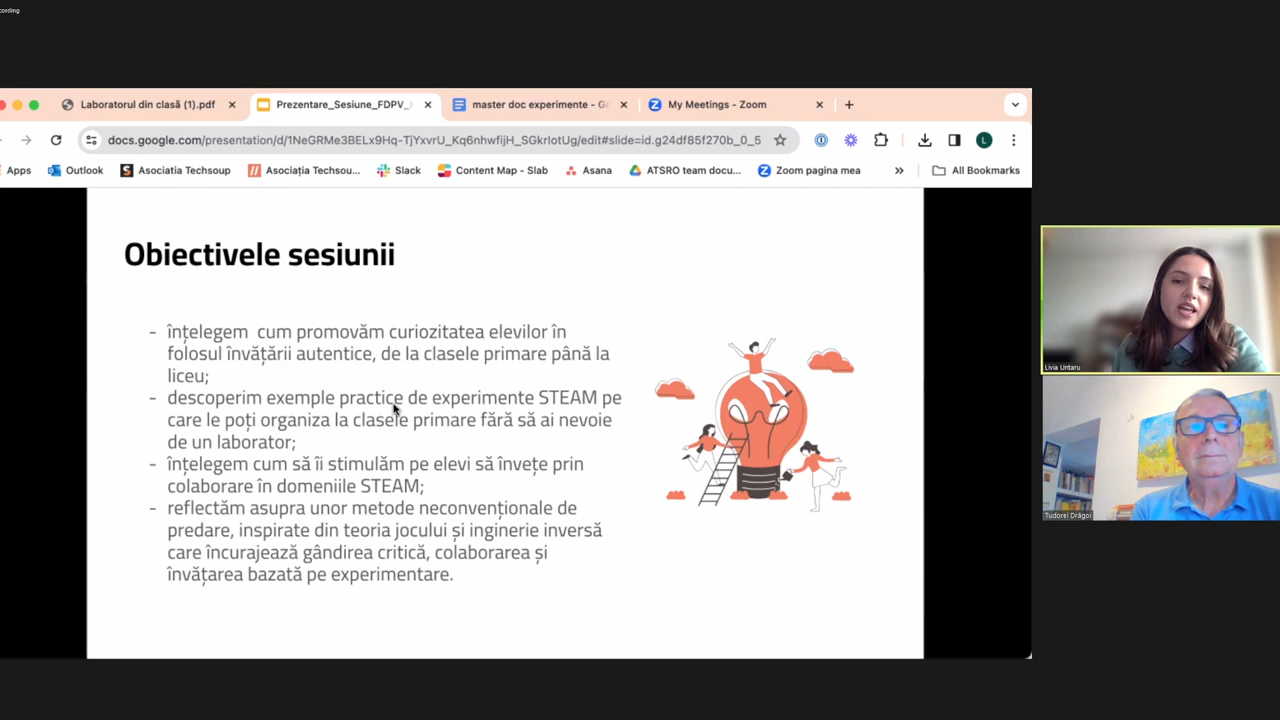 cording
Laboratorul din clasă (1).pdf
Prezentare_Sesiune_FDPV_
master doc experimente - Go
My Meetings - Zoom
docs.google.com/presentation/d/1NeGRMe3BELx9Hq-TjYxvrU_Kq6nhwfijH_SGkrIotUg/edit#slide=id.g24df85f270b_0_5
L
Apps
Outlook
Asociatia Techsoup
Asociația Techsou...
Slack
Content Map - Slab
Asana
ATSRO team docu...
Zoom pagina mea
»
All Bookmarks
Obiectivele sesiunii
- înțelegem cum promovăm curiozitatea elevilor în
folosul învățării autentice, de la clasele primare până la
liceu;
- descoperim exemple practice de experimente STEAM pe
care le poți organiza la clasele primare fără să ai nevoie
de un laborator;
- înțelegem cum să îi stimulăm pe elevi să învețe prin
colaborare în domeniile STEAM;
- reflectăm asupra unor metode neconvenționale de
predare, inspirate din teoria jocului și inginerie inversă
care încurajează gândirea critică, colaborarea și
învățarea bazată pe experimentare.
Livia Untaru
Tudorel Drăgoi